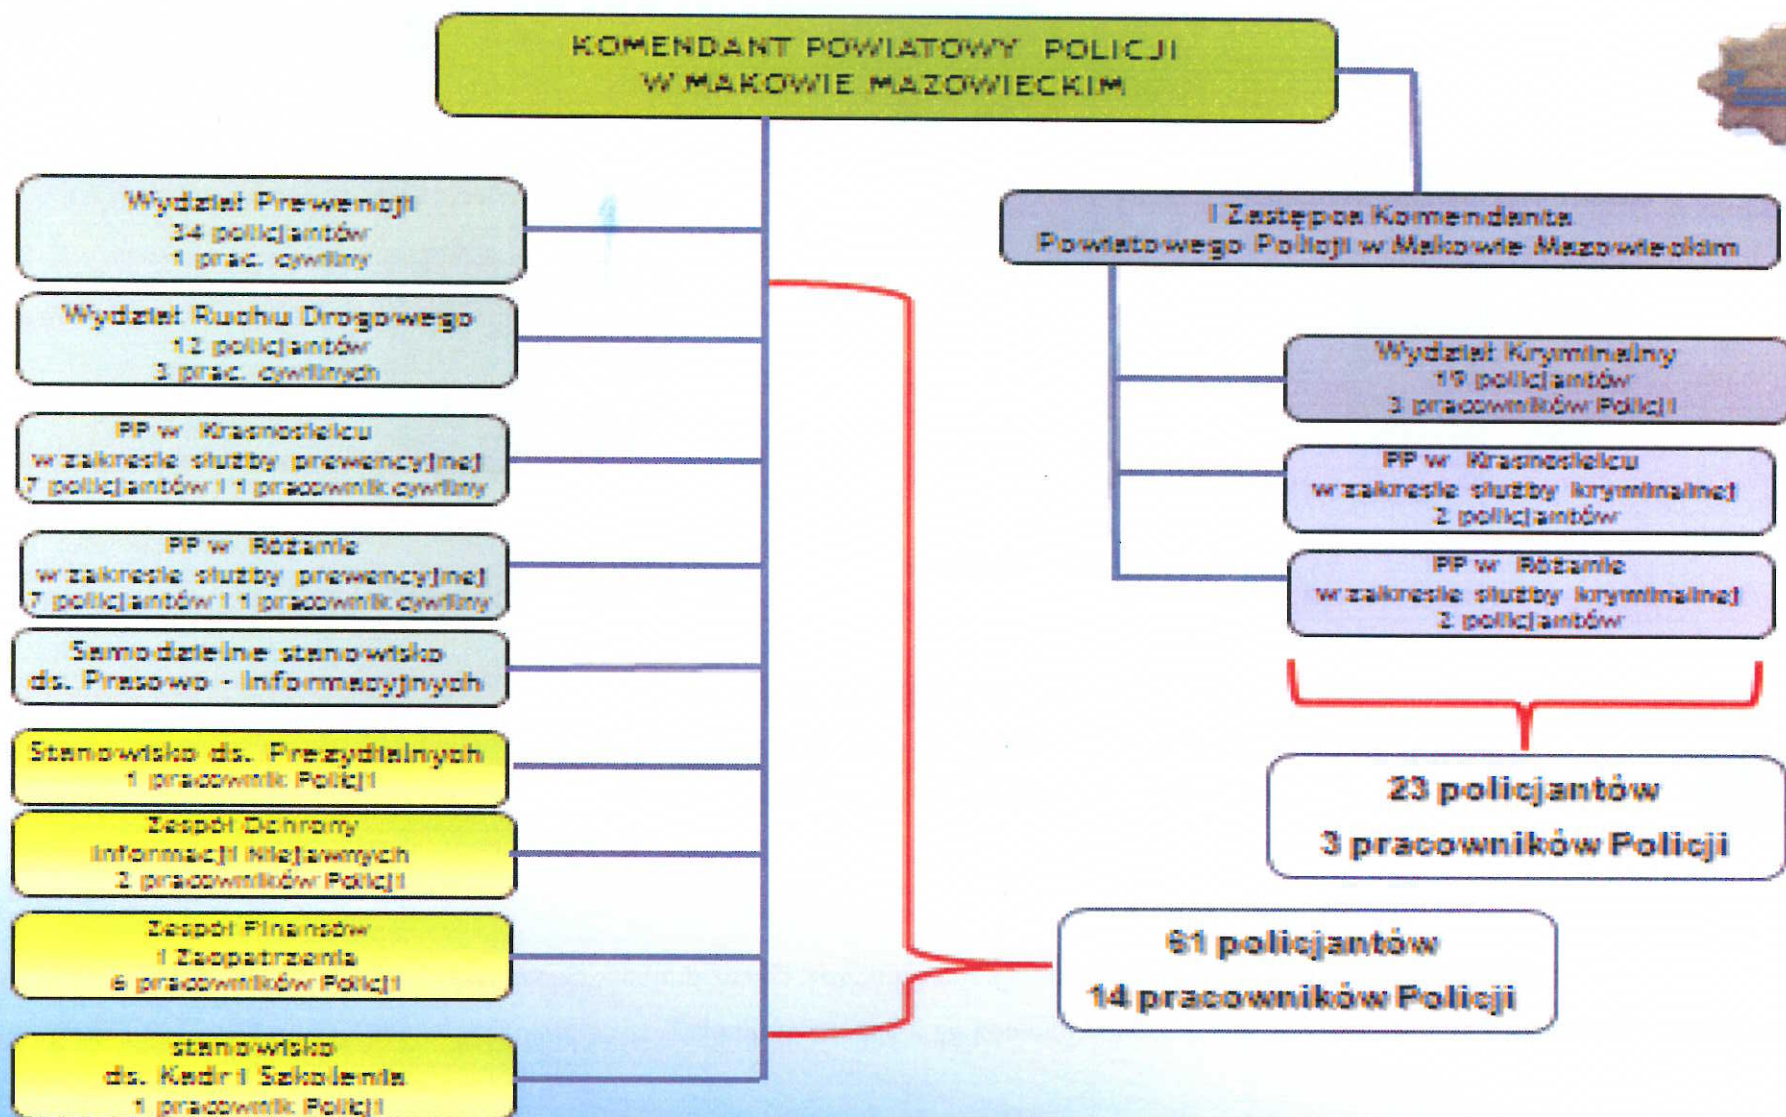 KOMENDANT POWIATOWY POLICJI
W MAKOWIE MAZOWIECKIM
Wydział Prewencji
34 policjantów
1 prac. cywilny
Wydział Ruchu Drogowego
12 policjantów
3 prac. cywilnych
PP w Krasnosielcu
w zakresie służby prewencyjnej
7 policjantów i 1 pracownik cywilny
PP w Różanie
w zakresie służby prewencyjnej
7 policjantów i 1 pracownik cywilny
Samodzielne stanowisko
ds. Prasowo - Informacyjnych
Stanowisko ds. Prezydialnych
1 pracownik Policji
Zespół Ochrony
Informacji Niejawnych
2 pracowników Policji
Zespół Finansów
i Zaopatrzenia
6 pracowników Policji
stanowisko
ds. Kadr i Szkolenia
1 pracownik Policji
I Zastępca Komendanta
Powiatowego Policji w Makowie Mazowieckim
Wydział Kryminalny
19 policjantów
3 pracowników Policji
PP w Krasnosielcu
w zakresie służby kryminalnej
2 policjantów
PP w Różanie
w zakresie służby kryminalnej
2 policjantów
23 policjantów
3 pracowników Policji
61 policjantów
14 pracowników Policji